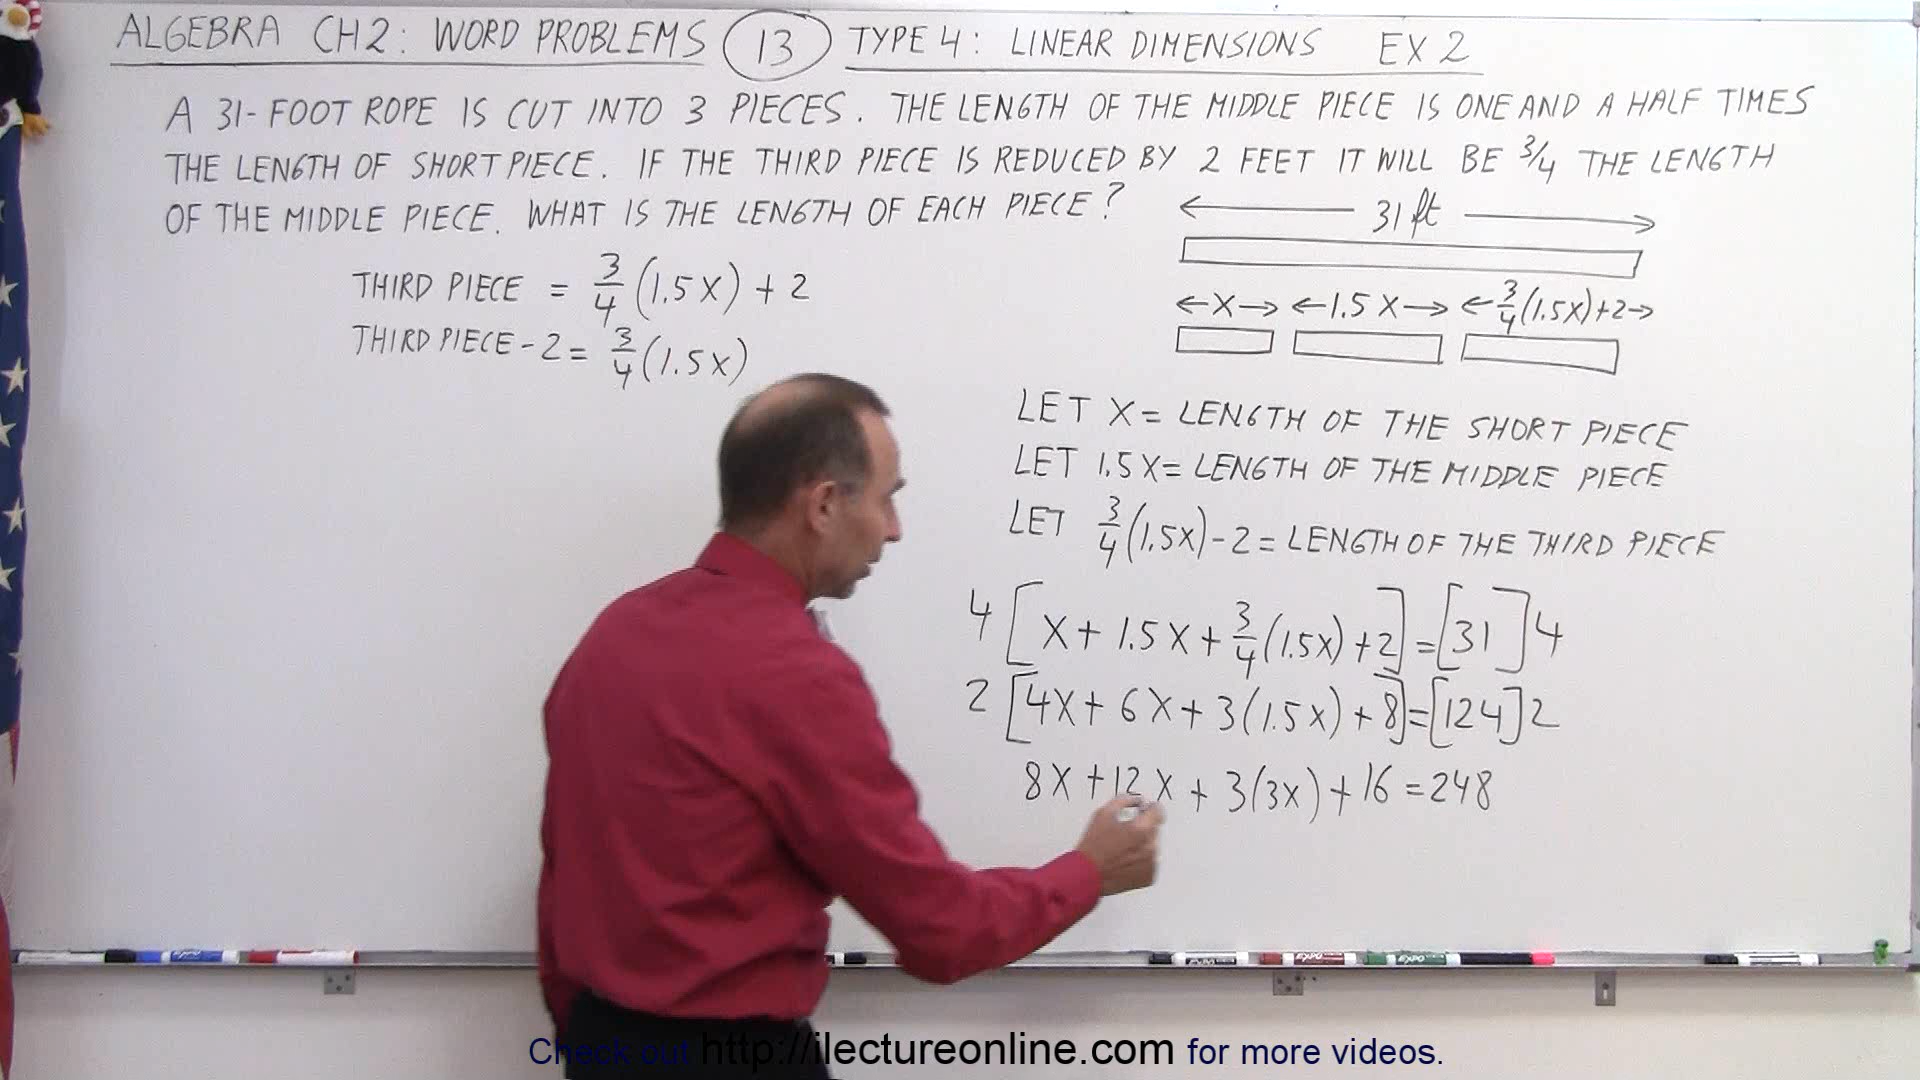 ALGEBRA CH2: WORD PROBLEMS 13 TYPE 4: LINEAR DIMENSIONS EX 2
A 31-FOOT ROPE IS CUT INTO 3 PIECES. THE LENGTH OF THE MIDDLE PIECE IS ONE AND A HALF TIMES
THE LENGTH OF SHORT PIECE. IF THE THIRD PIECE IS REDUCED BY 2 FEET IT WILL BE 3/4 THE LENGTH
OF THE MIDDLE PIECE. WHAT IS THE LENGTH OF EACH PIECE?
31 ft
THIRD PIECE = 3/4 (1.5X) + 2
THIRD PIECE - 2 = 3/4 (1.5X)
←X→ ←1.5X→ ←3/4(1.5X)+2→
LET X = LENGTH OF THE SHORT PIECE
LET 1.5X = LENGTH OF THE MIDDLE PIECE
LET 3/4 (1.5X) - 2 = LENGTH OF THE THIRD PIECE
4 [X + 1.5X + 3/4 (1.5X) + 2] = [31] 4
2 [4X + 6X + 3(1.5X) + 8] = [124] 2
8X + 12X + 3(3X) + 16 = 248
EXPO EXPO
Check out http://ilectureonline.com for more videos.